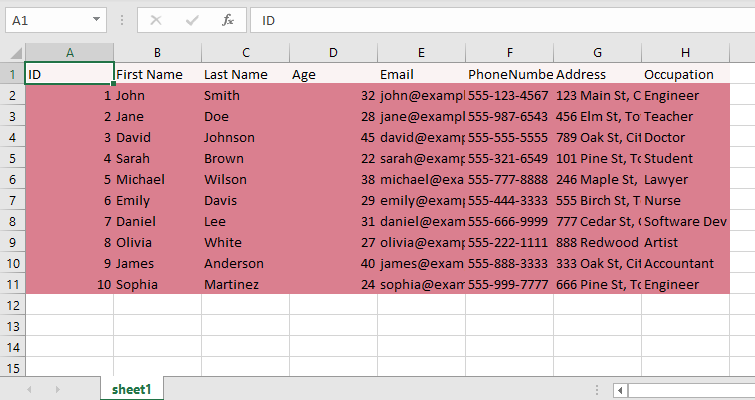 A1 fx ID
A B C D E F G H
1 ID First Name Last Name Age Email PhoneNumbe Address Occupation
2 1 John Smith 32 john@exampl 555-123-4567 123 Main St, C Engineer
3 2 Jane Doe 28 jane@examp 555-987-6543 456 Elm St, To Teacher
4 3 David Johnson 45 david@examp 555-555-5555 789 Oak St, Cit Doctor
5 4 Sarah Brown 22 sarah@examp 555-321-6549 101 Pine St, To Student
6 5 Michael Wilson 38 michael@exa 555-777-8888 246 Maple St, Lawyer
7 6 Emily Davis 29 emily@examp 555-444-3333 555 Birch St, T Nurse
8 7 Daniel Lee 31 daniel@exam 555-666-9999 777 Cedar St, Software Dev
9 8 Olivia White 27 olivia@examp 555-222-1111 888 Redwood Artist
10 9 James Anderson 40 james@exam 555-888-3333 333 Oak St, Cit Accountant
11 10 Sophia Martinez 24 sophia@exam 555-999-7777 666 Pine St, To Engineer
12
13
14
15
sheet1